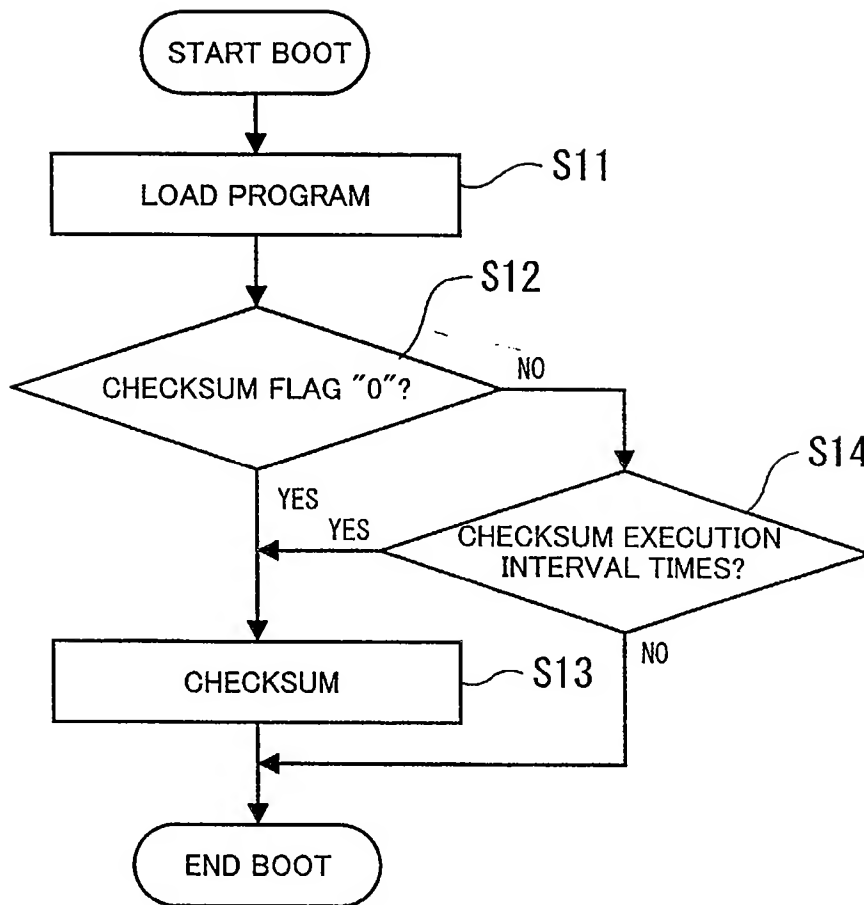 START BOOT
LOAD PROGRAM
S11
S12
CHECKSUM FLAG "0"?
NO
S14
YES
YES
CHECKSUM EXECUTION
INTERVAL TIMES?
NO
CHECKSUM
S13
END BOOT